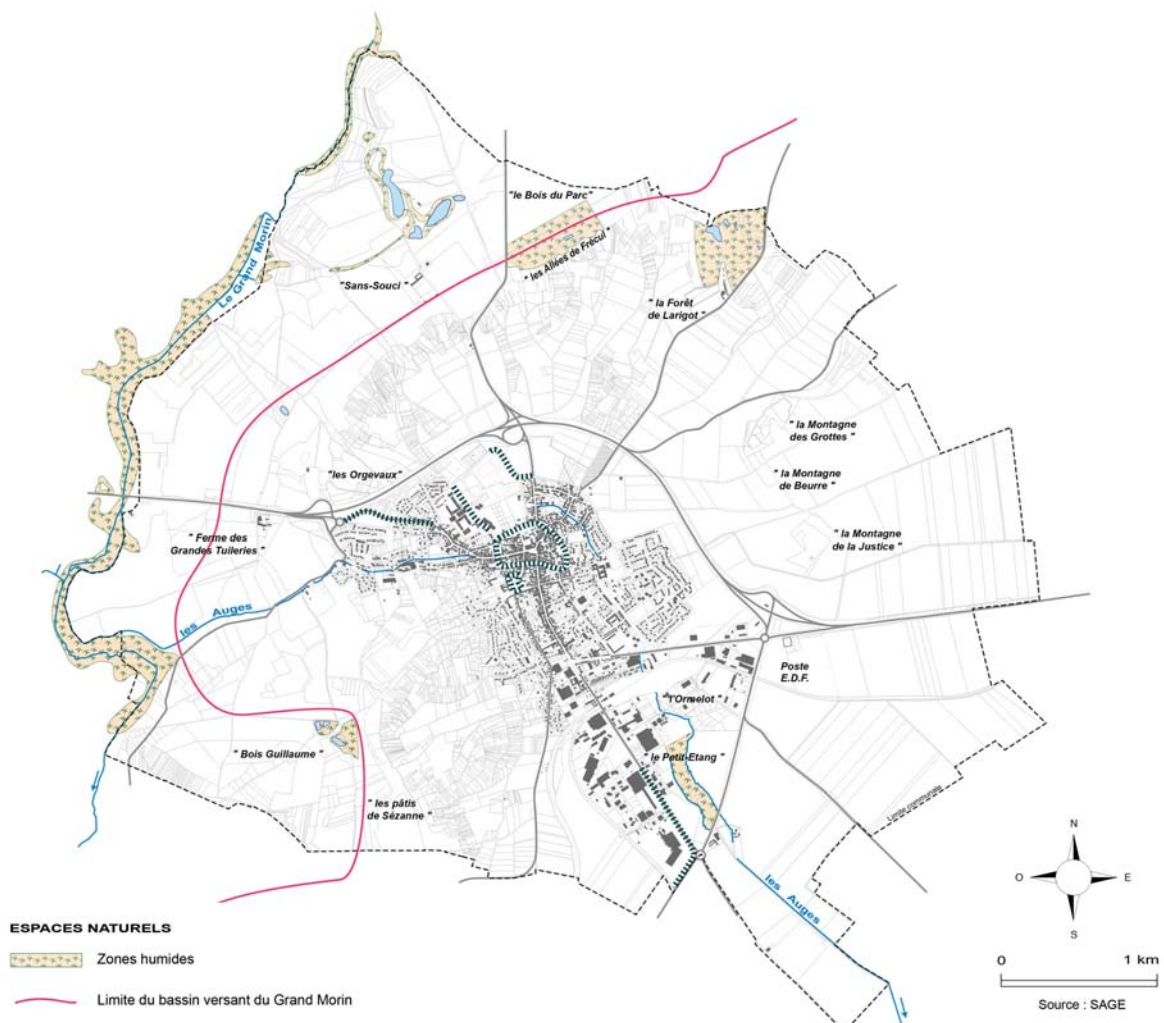 "le Bois du Parc"
" les Allées de Frécul "
Le Grand Morin
"Sans-Souci"
" la Forêt
de Larigot "
" la Montagne
des Grottes "
"les Orgevaux"
" la Montagne
de Beurre "
" Ferme des
Grandes Tuileries "
" la Montagne
de la Justice "
les Auges
Poste
E.D.F.
" l'Ormelot "
" Bois Guillaume "
" le Petit-Etang "
" les pâtis
de Sézanne "
Limite communale
les Auges
N
O
E
S
ESPACES NATURELS
Zones humides
Limite du bassin versant du Grand Morin
0
1 km
Source : SAGE